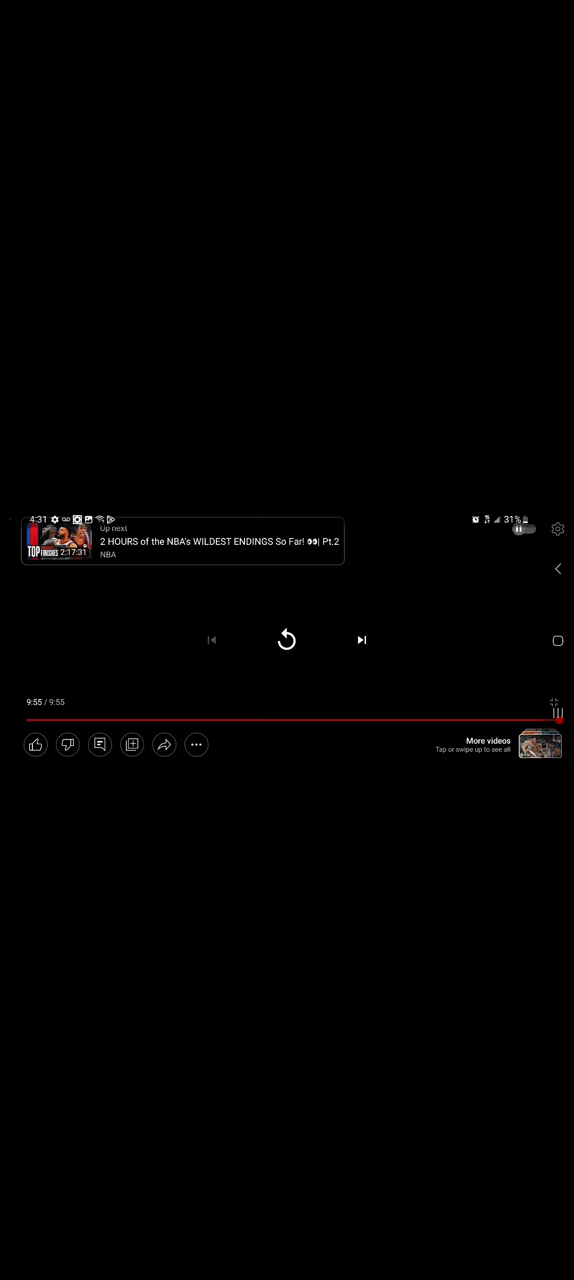 4:31
31%
Up next
2 HOURS of the NBA's WILDEST ENDINGS So Far! 👀| Pt.2
NBA
TOP FINISHES 2:17:31
9:55 / 9:55
More videos
Tap or swipe up to see all